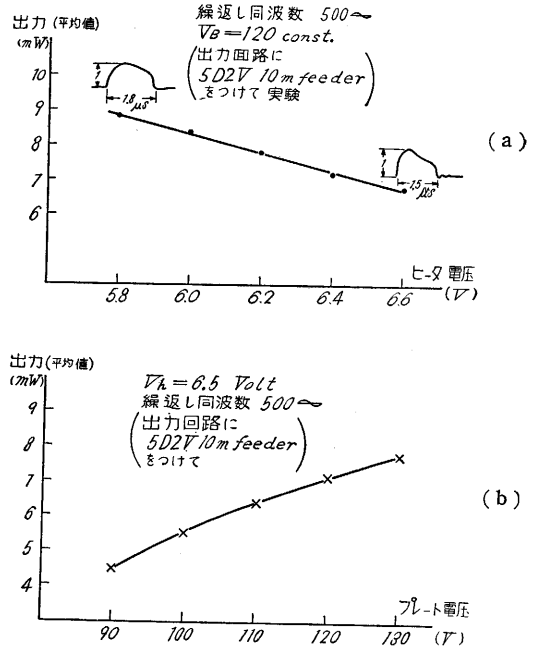 繰返し同波数 500∾
VB=120 const.
(出力回路に
5D2V 10m feeder
をつけて実験)
出力(平均値)
(mW)
10
9
8
7
6
1
1.8 μs
1
1.5 μs
(a)
ヒータ電圧
5.8 6.0 6.2 6.4 6.6 (V)
出力(平均値)
(mW)
Vh=6.5 Volt
繰返し同波数 500∾
(出力回路に
5D2V 10m feeder
をつけて)
9
8
7
6
5
4
(b)
プレート電圧
90 100 110 120 130 (V)